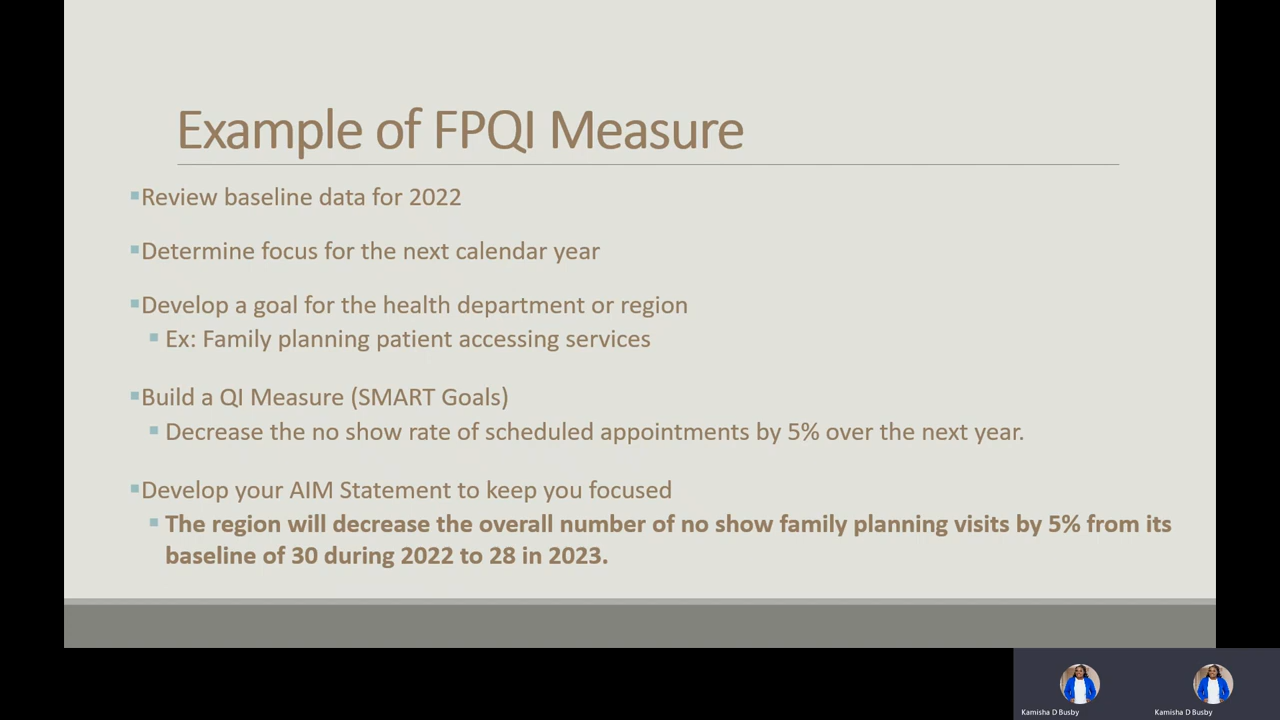 Example of FPQI Measure
Review baseline data for 2022
Determine focus for the next calendar year
Develop a goal for the health department or region
Ex: Family planning patient accessing services
Build a QI Measure (SMART Goals)
Decrease the no show rate of scheduled appointments by 5% over the next year.
Develop your AIM Statement to keep you focused
The region will decrease the overall number of no show family planning visits by 5% from its
baseline of 30 during 2022 to 28 in 2023.
Kamisha D Busby
Kamisha D Busby